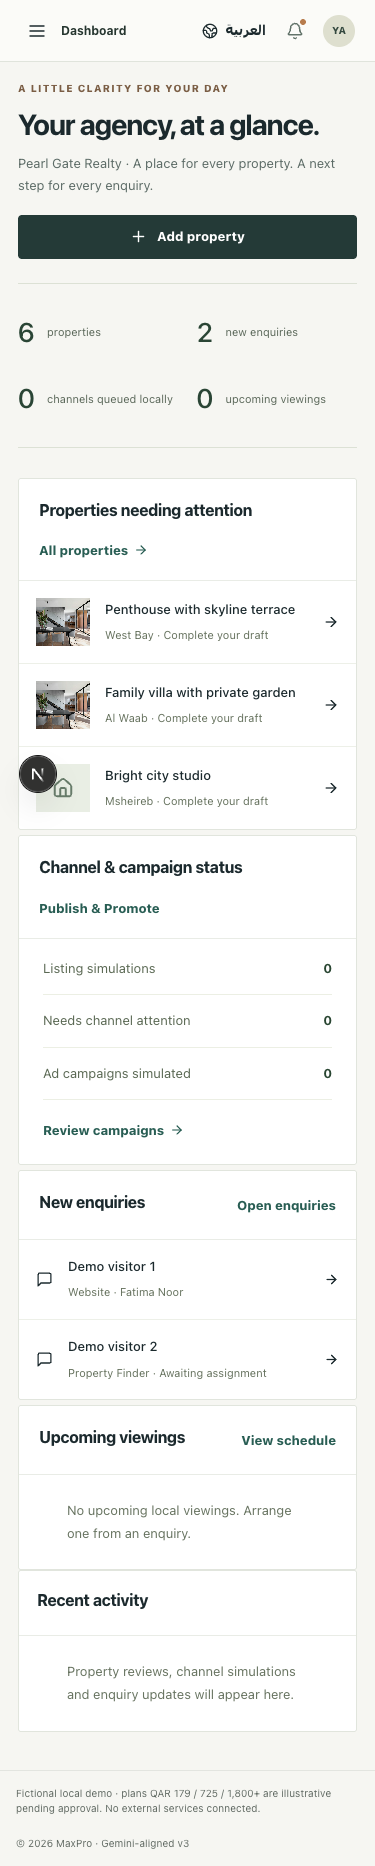 Dashboard
العربية
YA
A LITTLE CLARITY FOR YOUR DAY
Your agency, at a glance.
Pearl Gate Realty · A place for every property. A next
step for every enquiry.
Add property
6 properties
2 new enquiries
0 channels queued locally
0 upcoming viewings
Properties needing attention
All properties →
Penthouse with skyline terrace
West Bay · Complete your draft
Family villa with private garden
Al Waab · Complete your draft
N
Bright city studio
Msheireb · Complete your draft
Channel & campaign status
Publish & Promote
Listing simulations 0
Needs channel attention 0
Ad campaigns simulated 0
Review campaigns →
New enquiries
Open enquiries
Demo visitor 1
Website · Fatima Noor
Demo visitor 2
Property Finder · Awaiting assignment
Upcoming viewings
View schedule
No upcoming local viewings. Arrange
one from an enquiry.
Recent activity
Property reviews, channel simulations
and enquiry updates will appear here.
Fictional local demo · plans QAR 179 / 725 / 1,800+ are illustrative
pending approval. No external services connected.
© 2026 MaxPro · Gemini-aligned v3